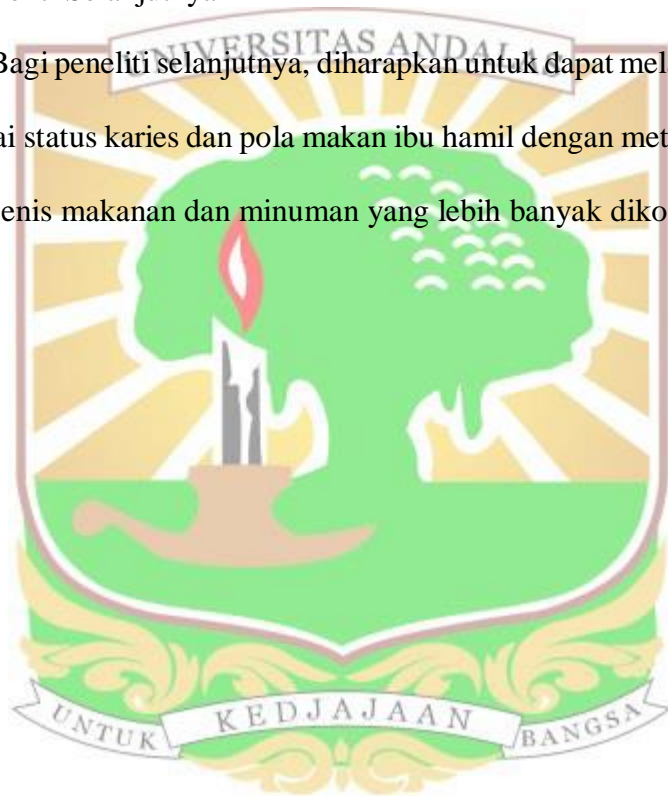 Selanjutnya
UNIVERSITAS ANDALAS
Bagi peneliti selanjutnya, diharapkan untuk dapat mel
ai status karies dan pola makan ibu hamil dengan met
enis makanan dan minuman yang lebih banyak diko
UNTUK KEDJAJAAN BANGSA